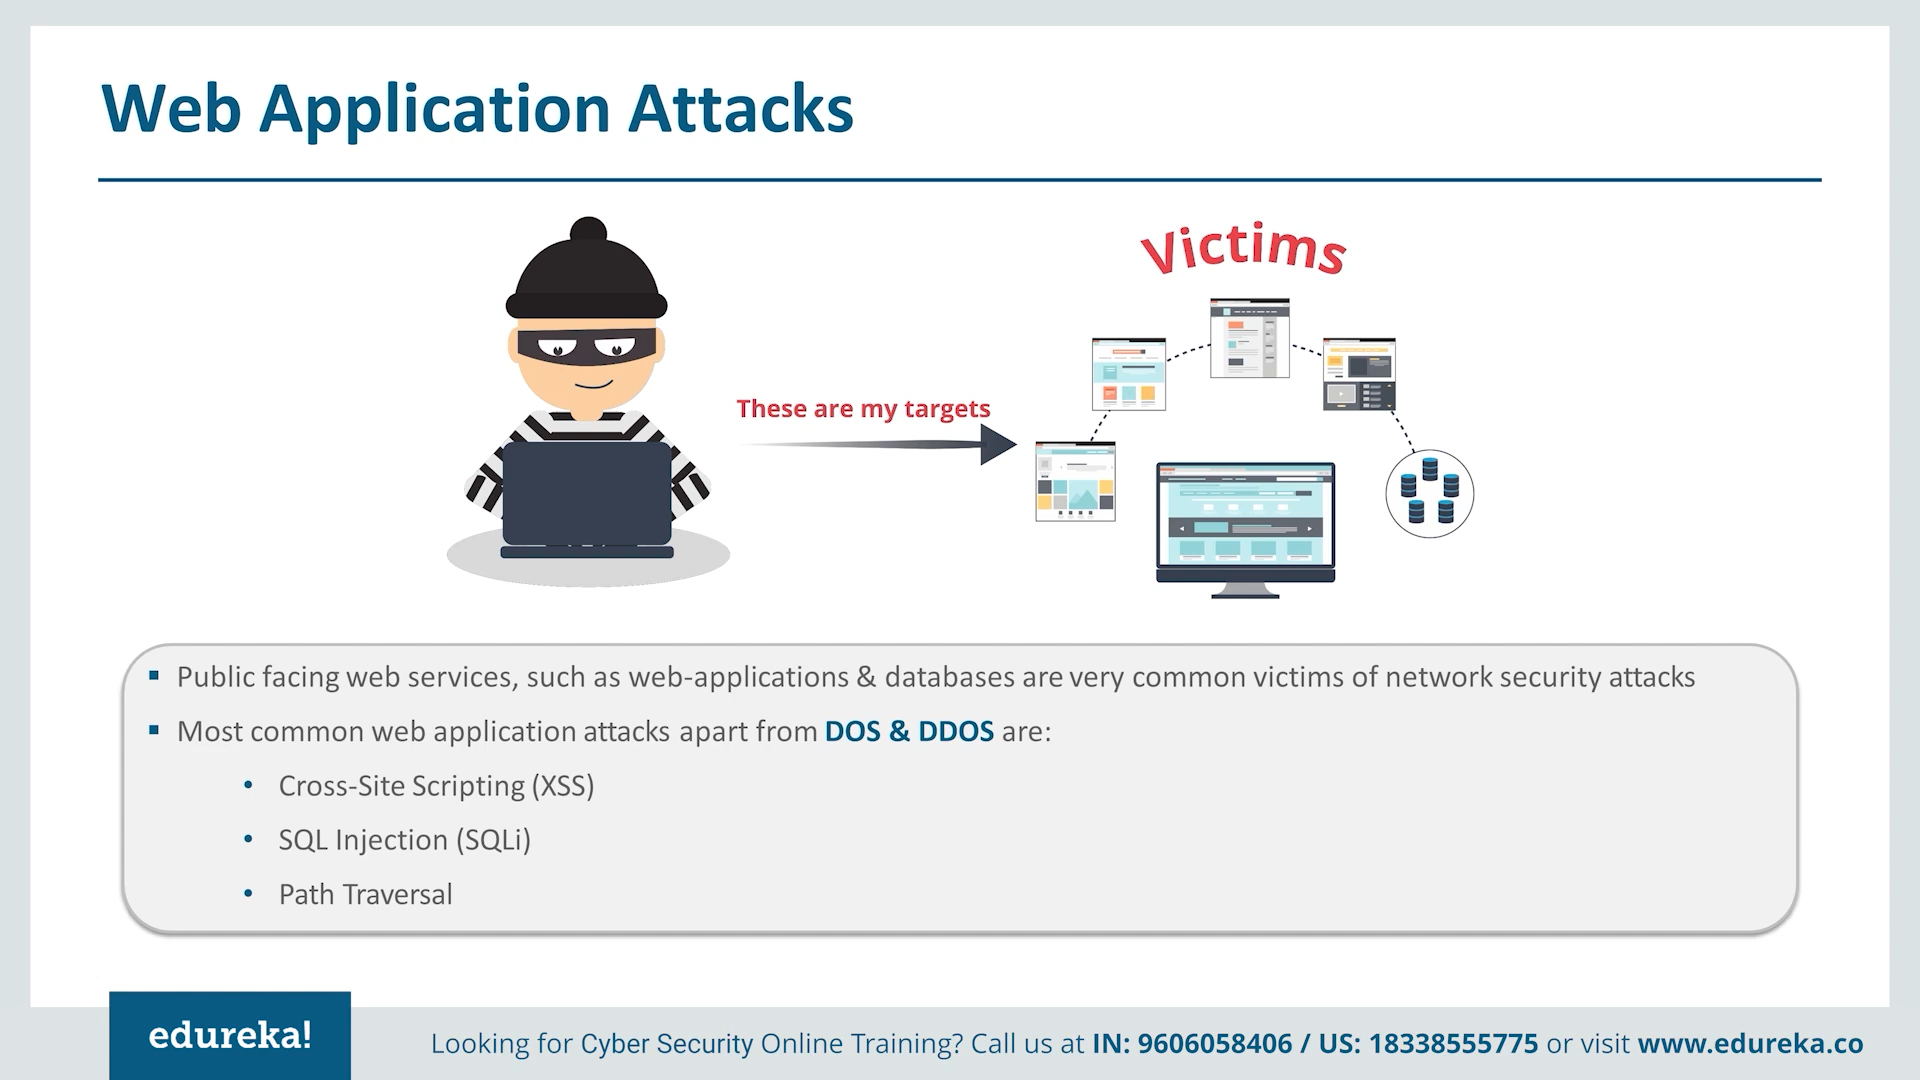 Web Application Attacks
Victims
These are my targets
Public facing web services, such as web-applications & databases are very common victims of network security attacks
Most common web application attacks apart from DOS & DDOS are:
Cross-Site Scripting (XSS)
SQL Injection (SQLi)
Path Traversal
edureka!
Looking for Cyber Security Online Training? Call us at IN: 9606058406 / US: 18338555775 or visit www.edureka.co